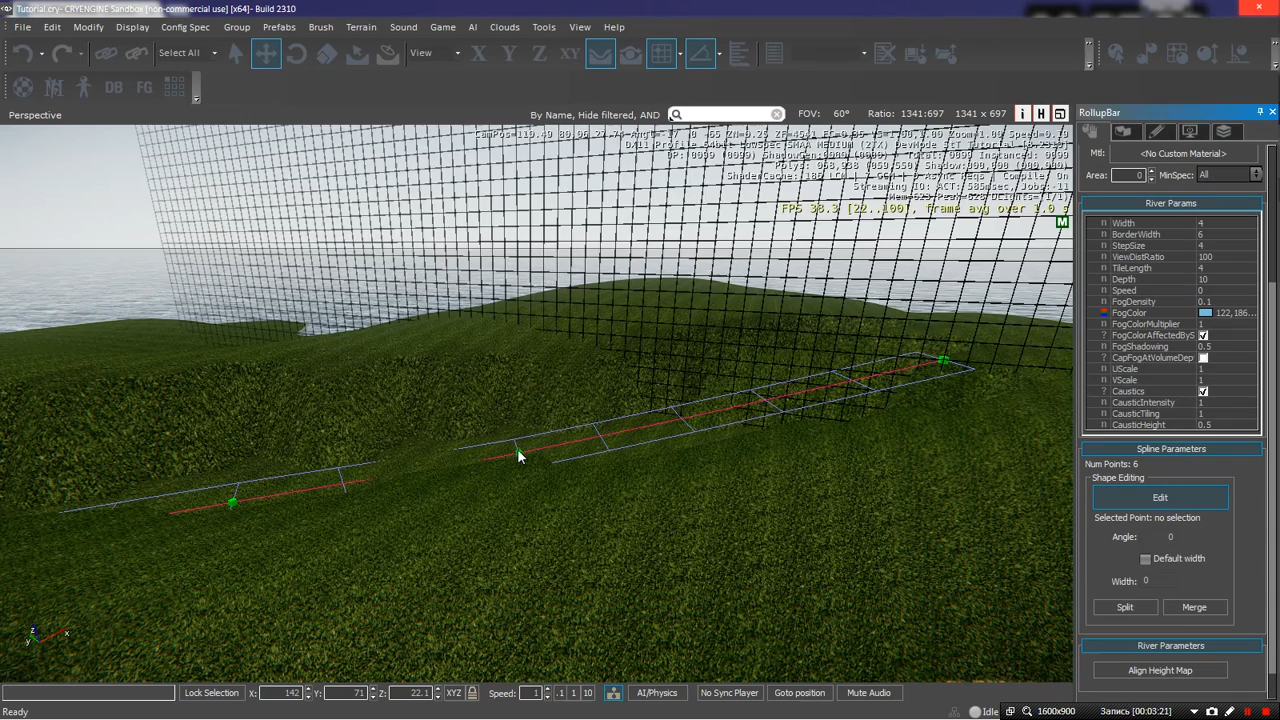 Tutorial.cry- CRYENGINE Sandbox [non-commercial use] [x64]- Build 2310
File Edit Modify Display Config Spec Group Prefabs Brush Terrain Sound Game AI Clouds Tools View Help
Select All View X Y Z XY
DB FG
Perspective By Name, Hide filtered, AND FOV: 60° Ratio: 1341:697 1341 x 697 i H
RollupBar
FPS 38.3 [22..100], frame avg over 1.0 s
M
Mtl: <No Custom Material>
Area: 0 MinSpec: All
River Params
Width 4
BorderWidth 6
StepSize 4
ViewDistRatio 100
TileLength 4
Depth 10
Speed 0
FogDensity 0.1
FogColor 122,186...
FogColorMultiplier 1
FogColorAffectedByS
FogShadowing 0.5
CapFogAtVolumeDep
UScale 1
VScale 1
Caustics
CausticIntensity 1
CausticTiling 1
CausticHeight 0.5
Spline Parameters
Num Points: 6
Shape Editing
Edit
Selected Point: no selection
Angle: 0
Default width
Width: 0
Split Merge
River Parameters
Align Height Map
z
y x
Lock Selection X: 142 Y: 71 Z: 22.1 XYZ Speed: 1 .1 1 10 AI/Physics No Sync Player Goto position Mute Audio
Ready Idle 1600x900 Запись [00:03:21]